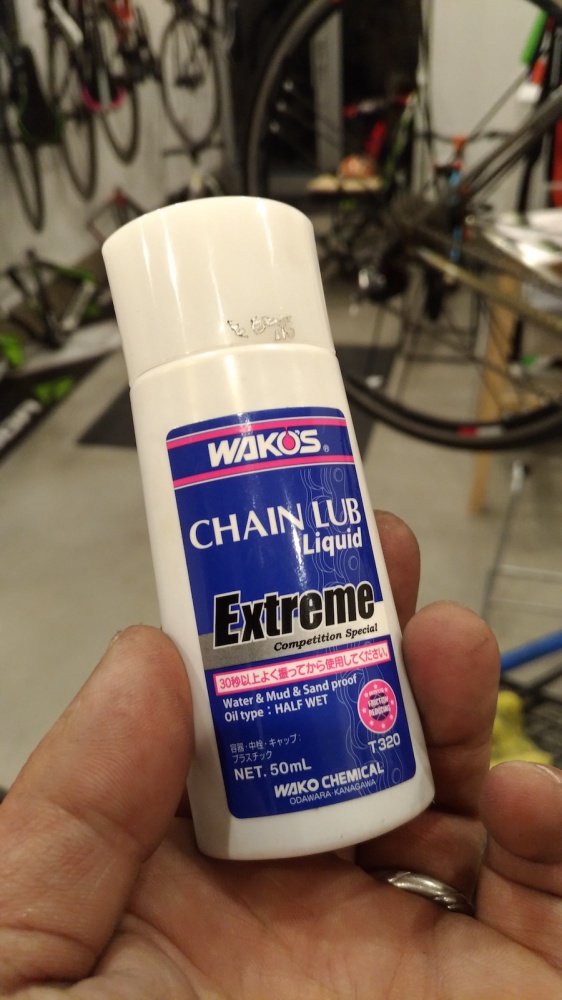 WAKO'S®
CHAIN LUB
Liquid
Extreme
Competition Special
30秒以上よく振ってから使用してください。
Water & Mud & Sand proof
Oil type : HALF WET
FRICTION
REDUCING
容器・中栓・キャップ:
プラスチック
T320
NET. 50mL
WAKO CHEMICAL
ODAWARA・KANAGAWA